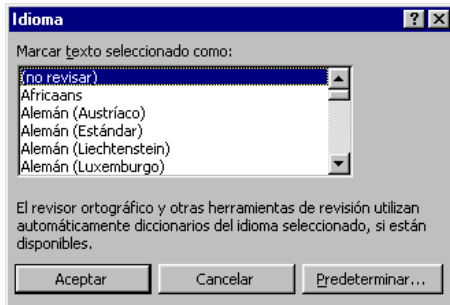 Idioma
Marcar texto seleccionado como:
(no revisar)
Africaans
Alemán (Austríaco)
Alemán (Estándar)
Alemán (Liechtenstein)
Alemán (Luxemburgo)
El revisor ortográfico y otras herramientas de revisión utilizan
automáticamente diccionarios del idioma seleccionado, si están
disponibles.
Aceptar Cancelar Predeterminar...